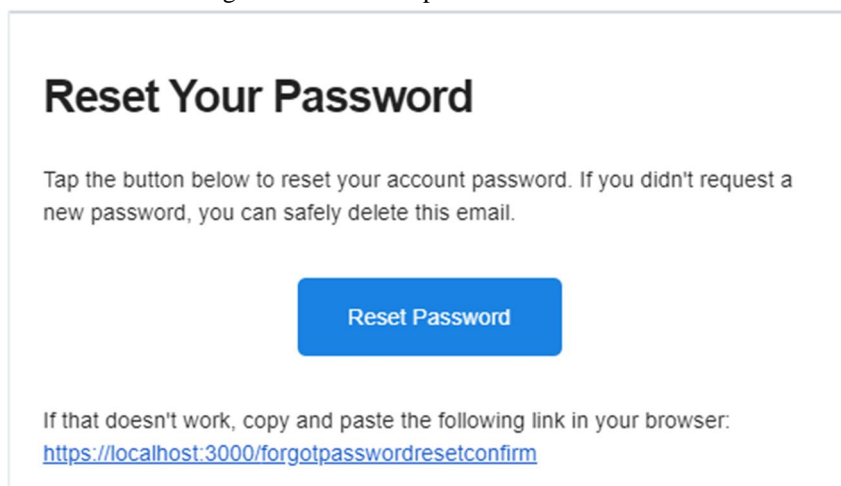 Reset Your Password
Tap the button below to reset your account password. If you didn't request a
new password, you can safely delete this email.
Reset Password
If that doesn't work, copy and paste the following link in your browser:
https://localhost:3000/forgotpasswordresetconfirm